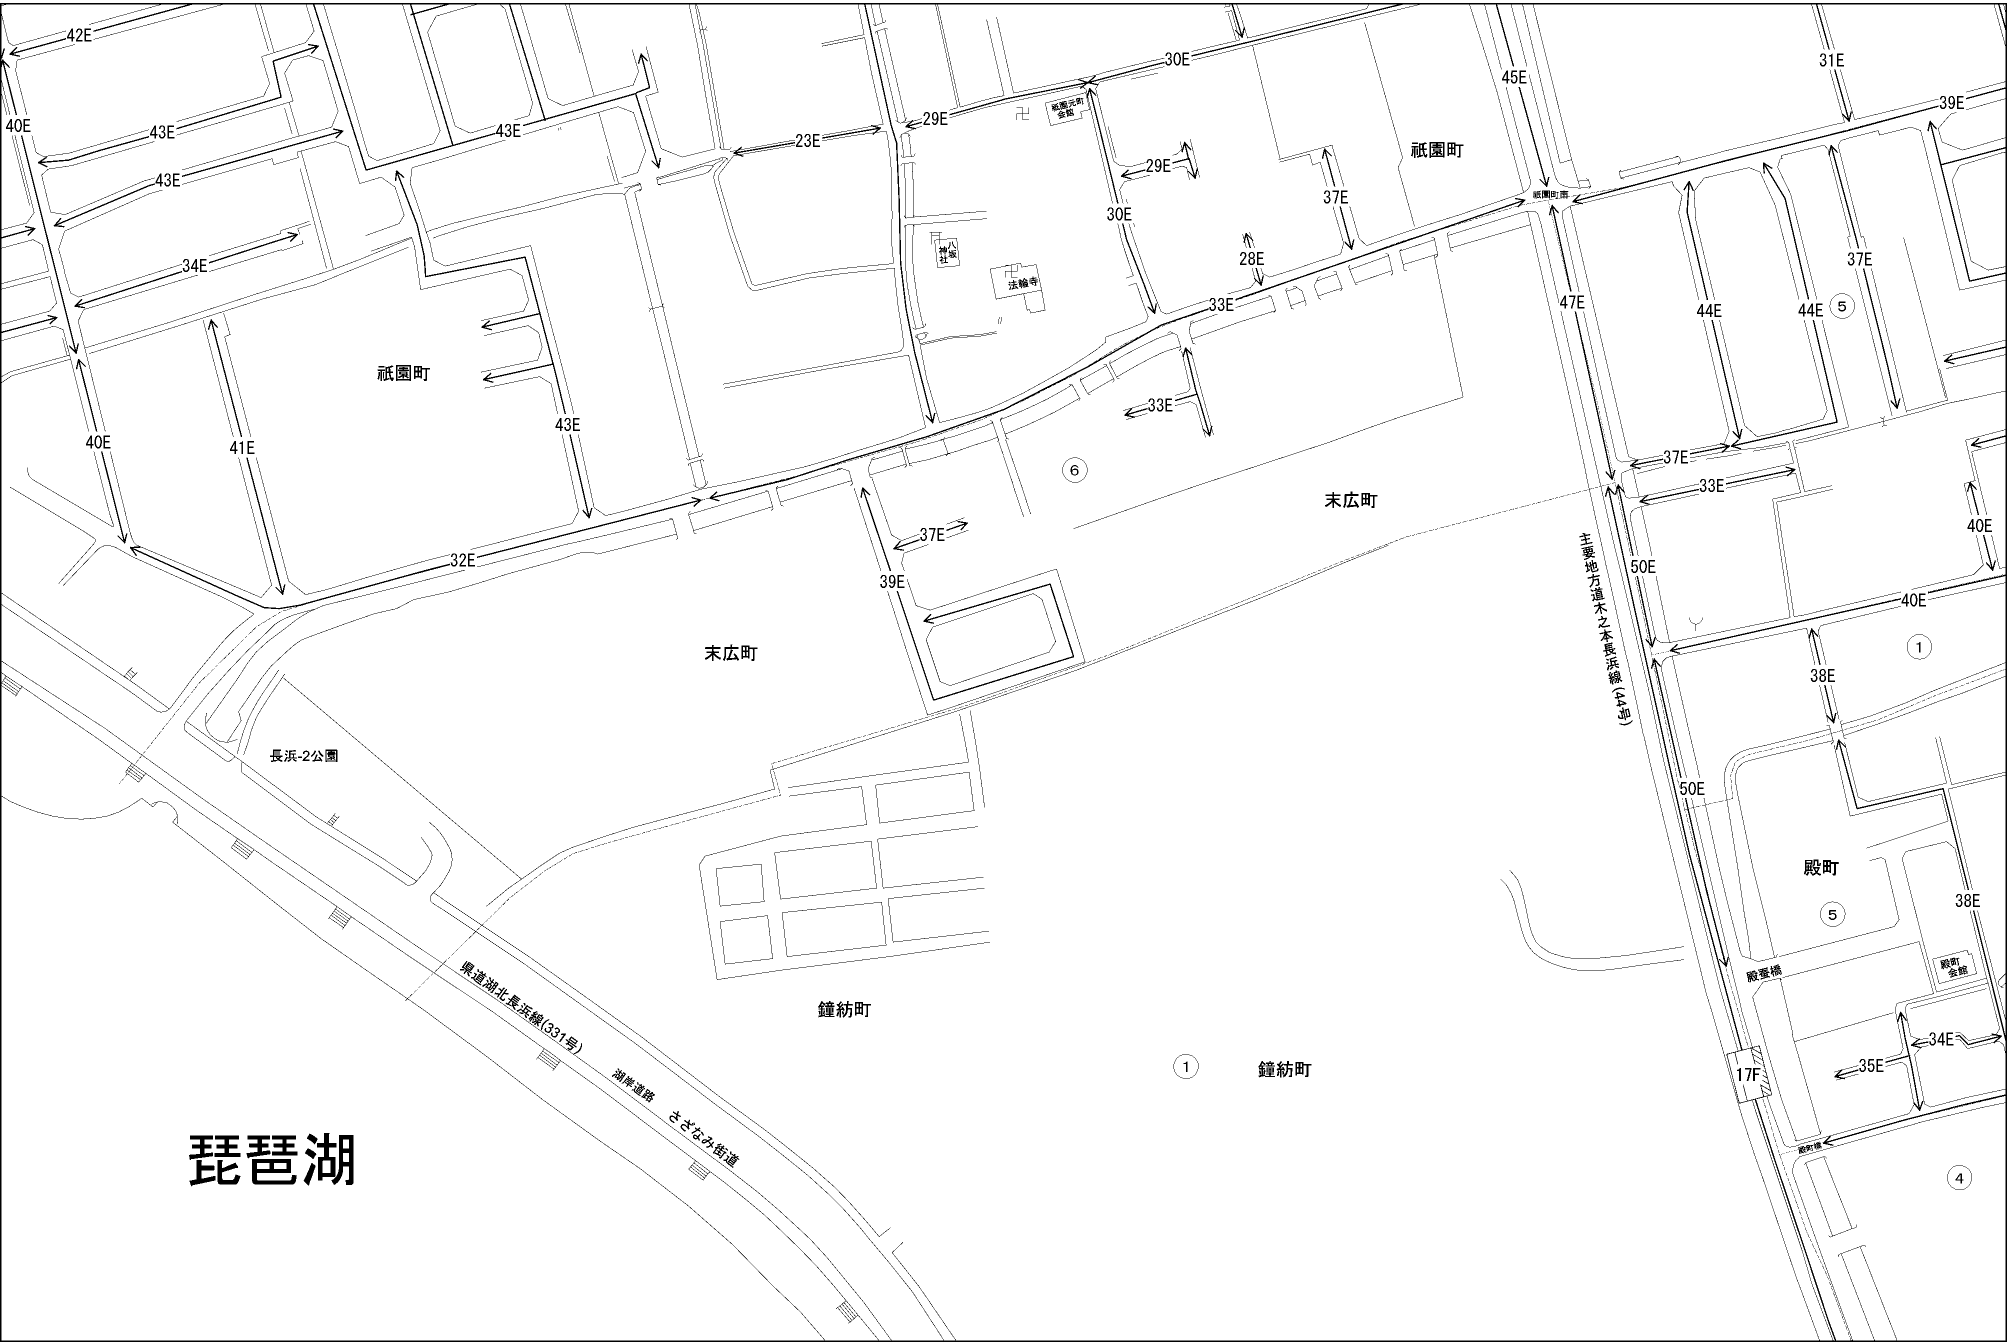 42E
30E
31E
45E
39E
40E
43E
43E
29E
祇園元町
会館
23E
祇園町
43E
29E
37E
祇園町南
30E
34E
八坂
神社
28E
37E
法輪寺
33E
47E
44E
44E
⑤
祇園町
33E
43E
40E
41E
37E
⑥
33E
末広町
40E
37E
32E
主要地方道木之本長浜線(44号)
50E
39E
40E
①
末広町
38E
長浜-2公園
50E
殿町
38E
⑤
殿町
会館
殿蚕橋
県道湖北長浜線(331号)
鐘紡町
34E
①
鐘紡町
35E
17F
湖岸道路
さざなみ街道
殿町橋
琵琶湖
④